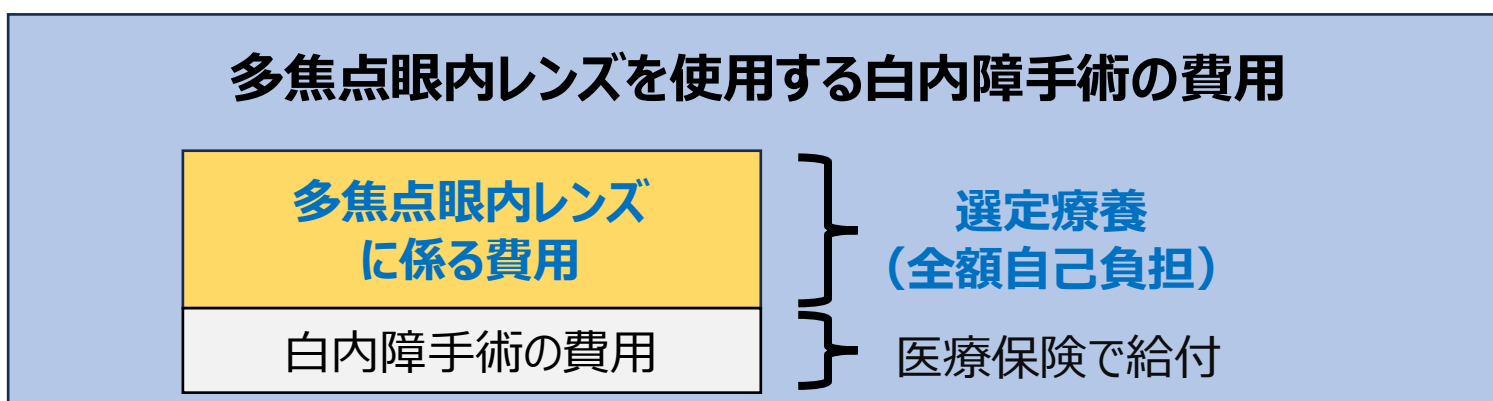 多焦点眼内レンズを使用する白内障手術の費用
多焦点眼内レンズ
に係る費用
選定療養
（全額自己負担）
白内障手術の費用
医療保険で給付